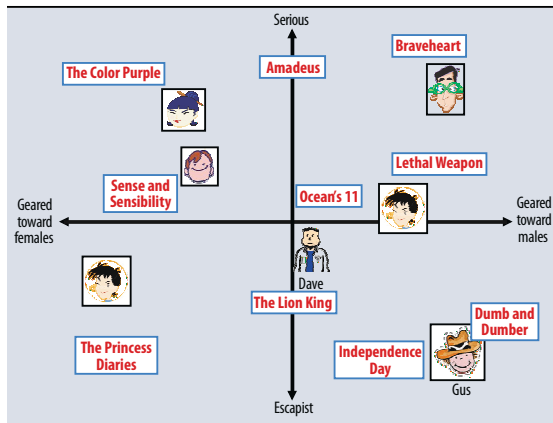 Serious
Braveheart
Amadeus
The Color Purple
Lethal Weapon
Sense and
Sensibility
Ocean's 11
Geared
toward
females
Geared
toward
males
Dave
The Lion King
Dumb and
Dumber
The Princess
Diaries
Independence
Day
Gus
Escapist